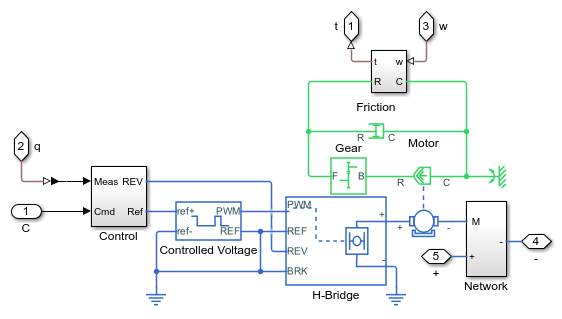 t 1 3 w
t w
R C
Friction
R C
Gear Motor
F B R C
2 q
Meas REV
Cmd Ref
1
C
Control
ref+ PWM
ref- REF
Controlled Voltage
PWM
REF
REV
BRK
+
-
H-Bridge
+ -
M
+ -
Network
5
+
4
-